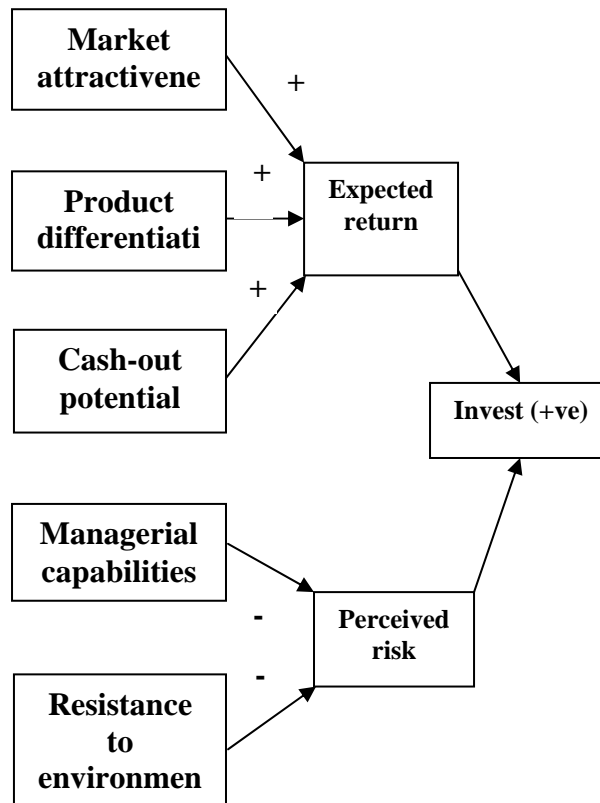 Market
attractivene
+
Product
differentiati
+
Expected
return
+
Cash-out
potential
Invest (+ve)
Managerial
capabilities
-
Perceived
risk
-
Resistance
to
environmen